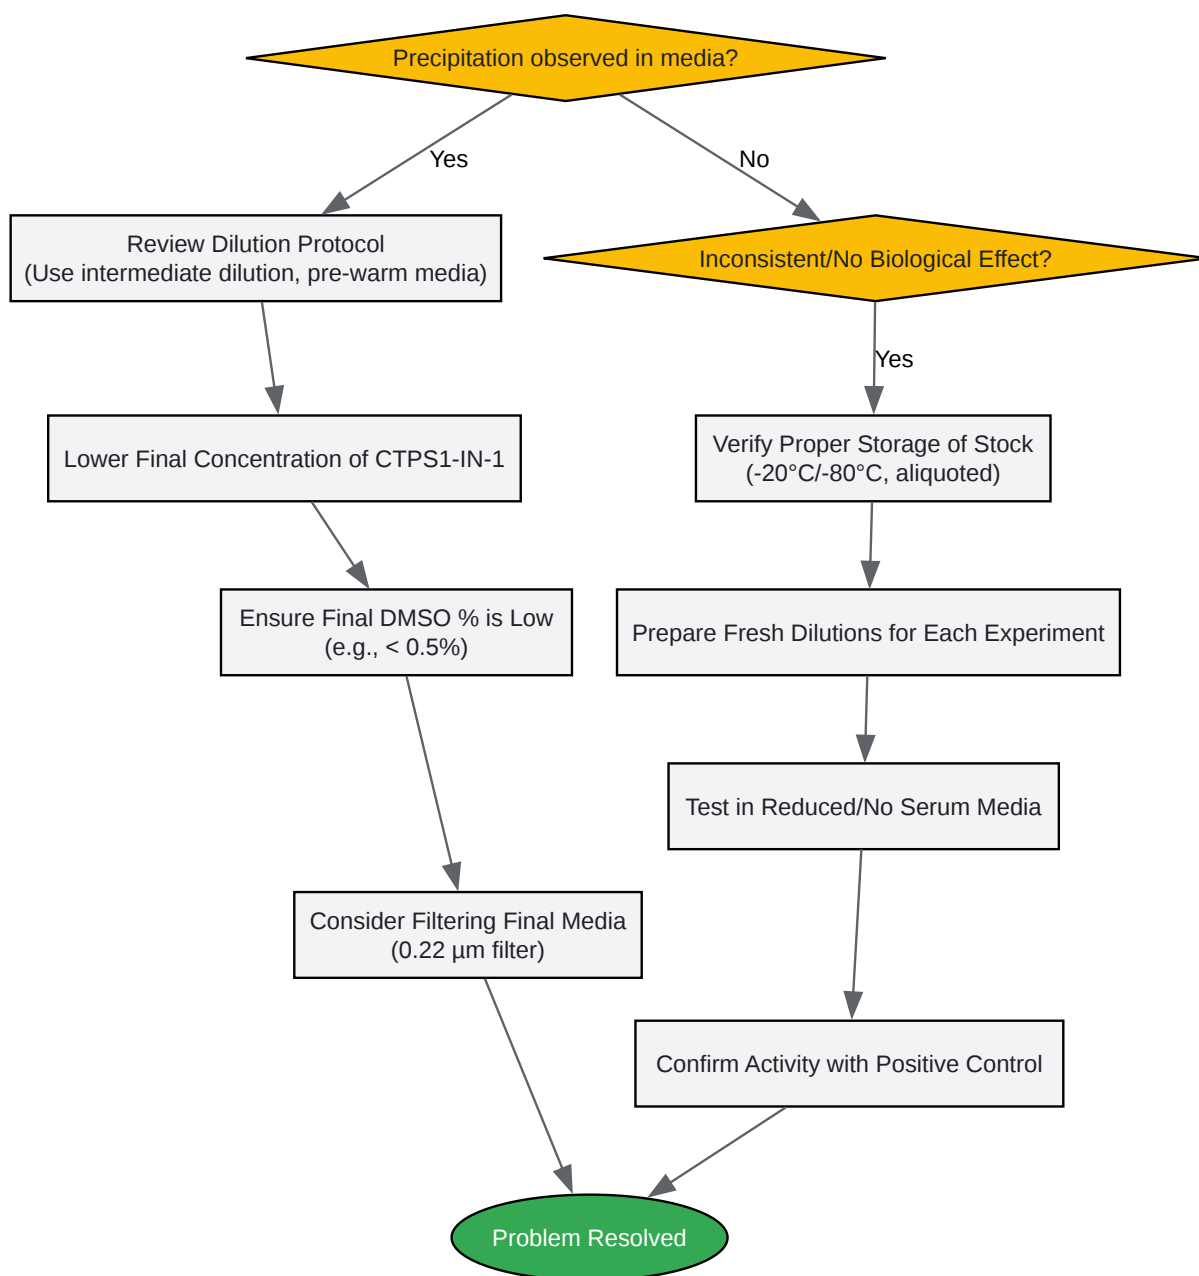 Precipitation observed in media?
Yes
No
Review Dilution Protocol
(Use intermediate dilution, pre-warm media)
Inconsistent/No Biological Effect?
Yes
Lower Final Concentration of CTPS1-IN-1
Verify Proper Storage of Stock
(-20°C/-80°C, aliquoted)
Ensure Final DMSO % is Low
(e.g., < 0.5%)
Prepare Fresh Dilutions for Each Experiment
Test in Reduced/No Serum Media
Consider Filtering Final Media
(0.22 µm filter)
Confirm Activity with Positive Control
Problem Resolved